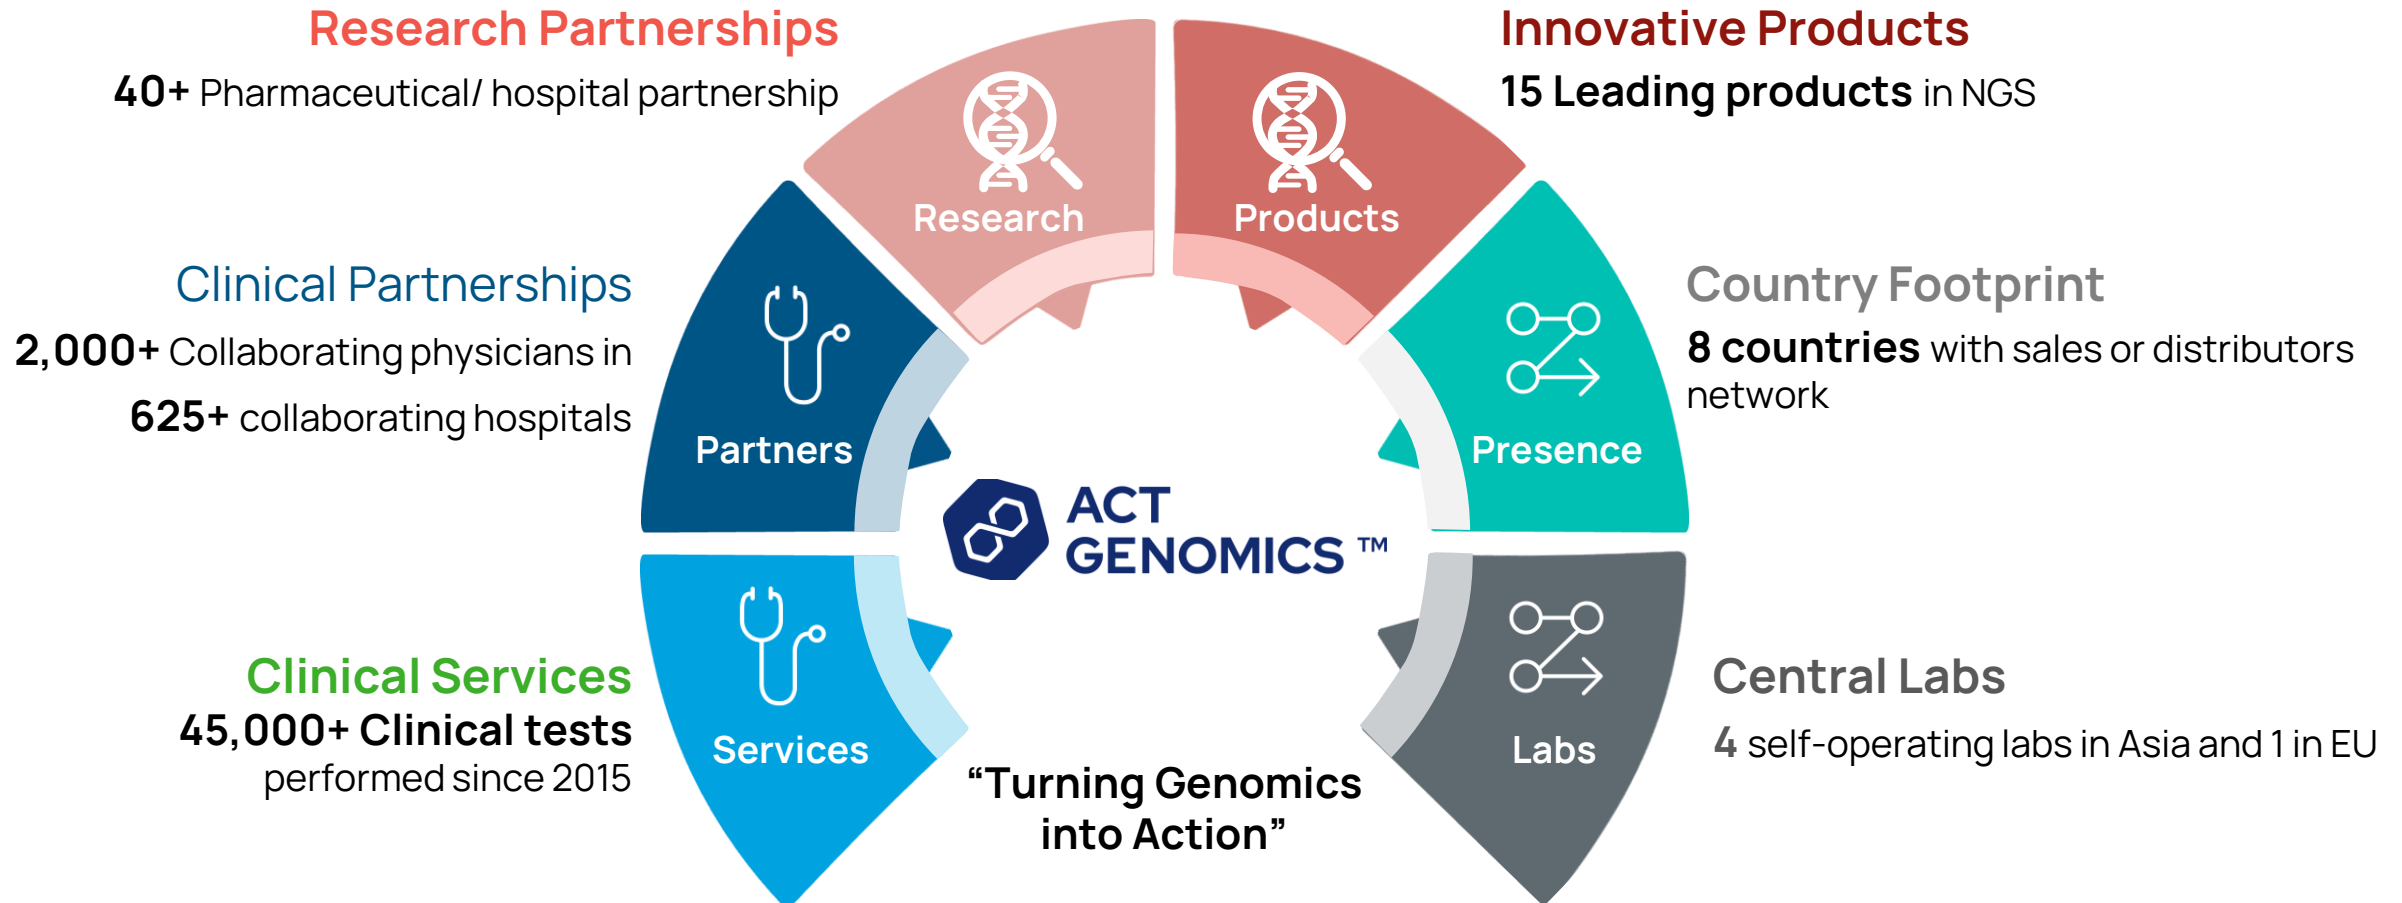 Research Partnerships
40+ Pharmaceutical/ hospital partnership
Innovative Products
15 Leading products in NGS
Research
Products
Clinical Partnerships
2,000+ Collaborating physicians in
625+ collaborating hospitals
Country Footprint
8 countries with sales or distributors
network
Partners
Presence
ACT
GENOMICS ™
Clinical Services
45,000+ Clinical tests
performed since 2015
Services
Labs
Central Labs
4 self-operating labs in Asia and 1 in EU
“Turning Genomics
into Action”